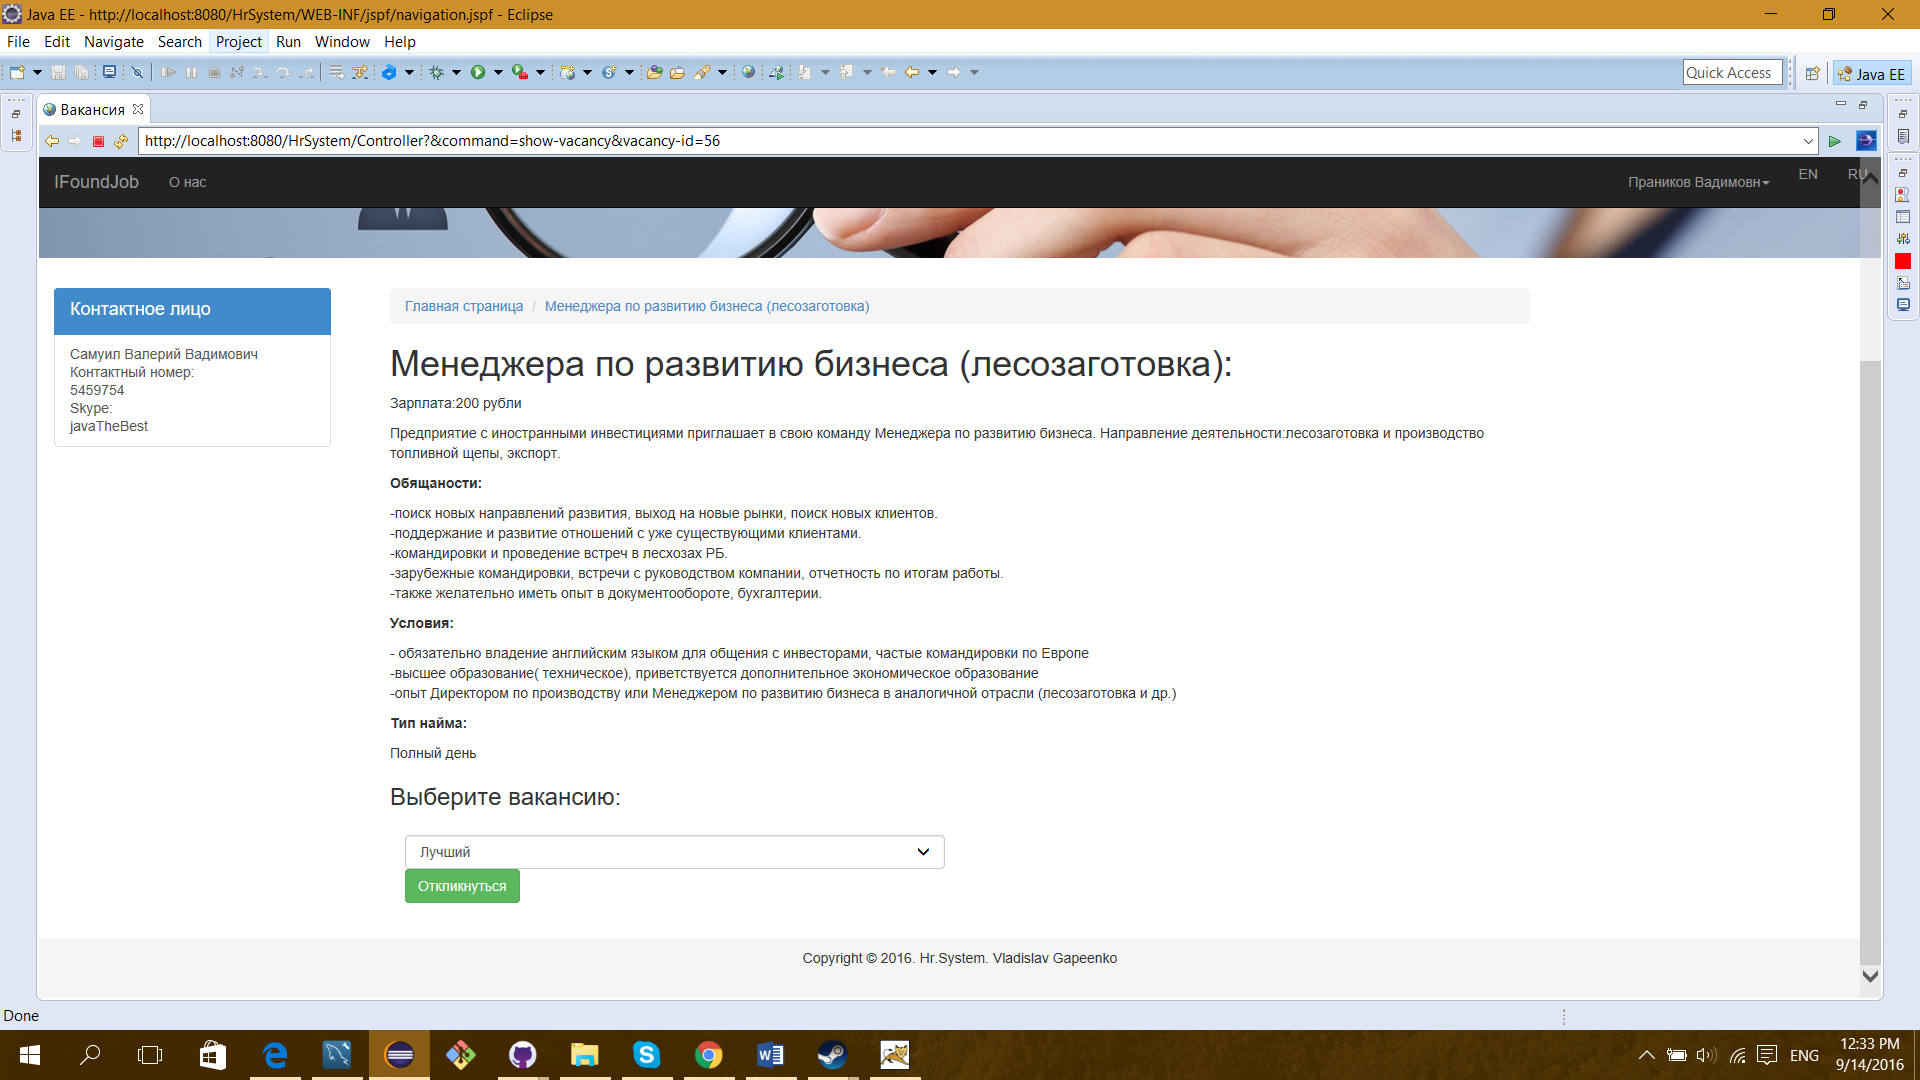 Java EE - http://localhost:8080/HrSystem/WEB-INF/jspf/navigation.jspf - Eclipse
File Edit Navigate Search Project Run Window Help
Quick Access
Java EE
Вакансия
http://localhost:8080/HrSystem/Controller?&command=show-vacancy&vacancy-id=56
IFoundJob О нас Праников Вадимовн EN RU
Контактное лицо
Самуил Валерий Вадимович
Контактный номер:
5459754
Skype:
javaTheBest
Главная страница / Менеджера по развитию бизнеса (лесозаготовка)
Менеджера по развитию бизнеса (лесозаготовка):
Зарплата:200 рубли
Предприятие с иностранными инвестициями приглашает в свою команду Менеджера по развитию бизнеса. Направление деятельности:лесозаготовка и производство
топливной щепы, экспорт.
Обящаности:
-поиск новых направлений развития, выход на новые рынки, поиск новых клиентов.
-поддержание и развитие отношений с уже существующими клиентами.
-командировки и проведение встреч в лесхозах РБ.
-зарубежные командировки, встречи с руководством компании, отчетность по итогам работы.
-также желательно иметь опыт в документообороте, бухгалтерии.
Условия:
- обязательно владение английским языком для общения с инвесторами, частые командировки по Европе
-высшее образование( техническое), приветствуется дополнительное экономическое образование
-опыт Директором по производству или Менеджером по развитию бизнеса в аналогичной отрасли (лесозаготовка и др.)
Тип найма:
Полный день
Выберите вакансию:
Лучший
Откликнуться
Copyright © 2016. Hr.System. Vladislav Gapeenko
Done
ENG
12:33 PM
9/14/2016